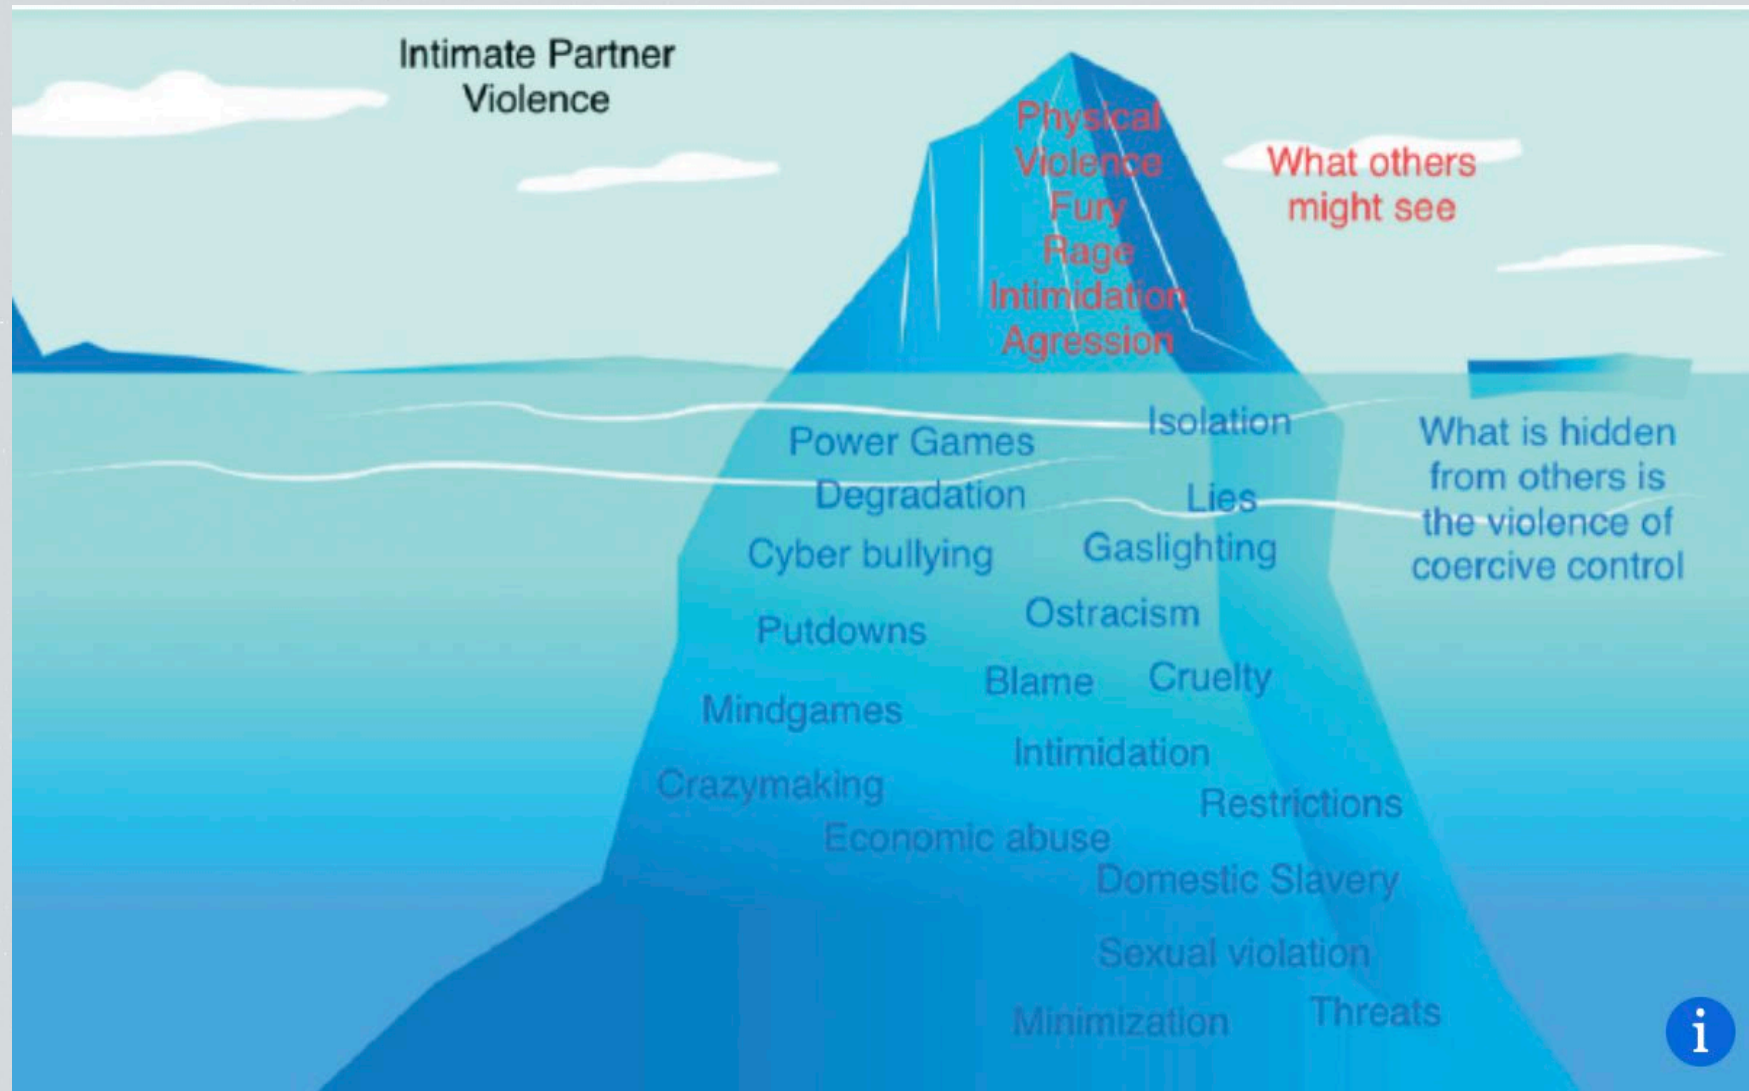 Intimate Partner
Violence
Physical
Violence
Fury
Rage
Intimidation
Agression
What others
might see
Isolation
Power Games
Degradation
Lies
Cyber bullying
Gaslighting
Ostracism
Putdowns
Blame
Cruelty
Mindgames
Intimidation
Crazymaking
Restrictions
Economic abuse
Domestic Slavery
Sexual violation
Minimization
Threats
What is hidden
from others is
the violence of
coercive control
i